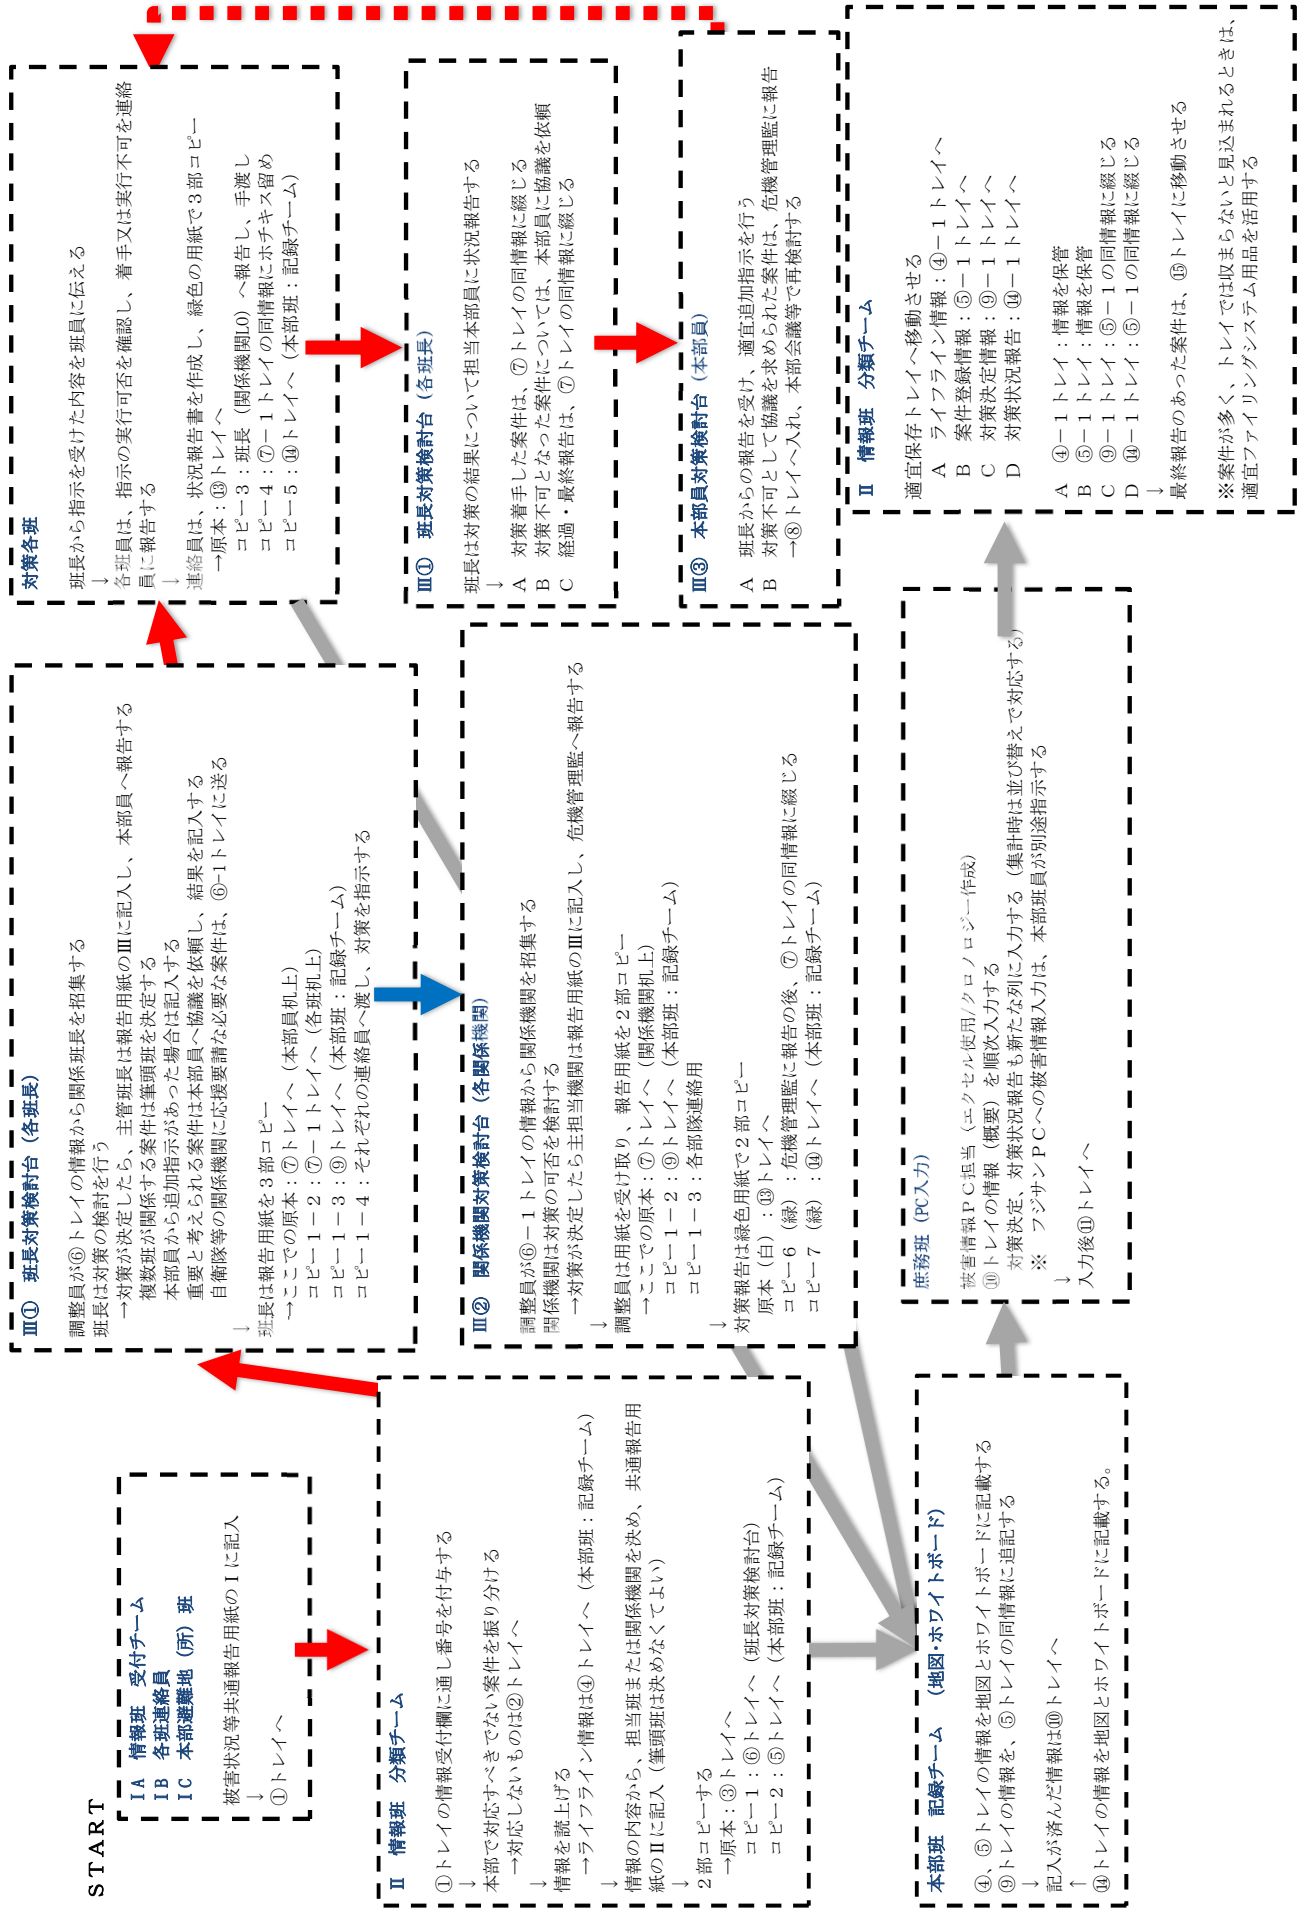 START
ⅠA　情報班　受付チーム
ⅠB　各班連絡員
ⅠC　本部避難地（所）班
被害状況等共通報告用紙のⅠに記入
↓
①トレイへ
Ⅱ　情報班　分類チーム
①トレイの情報受付欄に通し番号を付与する
↓
本部で対応すべきでない案件を振り分ける
→対応しないものは②トレイへ
↓
情報を読上げる
→ライフライン情報は④トレイへ（本部班：記録チーム）
↓
情報の内容から、担当班または関係機関を決め、共通報告用
紙のⅡに記入（筆頭班は決めなくてよい）
↓
２部コピーする
→原本：③トレイへ
コピー１：⑥トレイへ（班長対策検討台）
コピー２：⑤トレイへ（本部班：記録チーム）
本部班　記録チーム　（地図・ホワイトボード）
④、⑤トレイの情報を地図とホワイトボードに記載する
⑨トレイの情報を、⑤トレイの同情報に追記する
↓
記入が済んだ情報は⑩トレイへ
↑
⑭トレイの情報を地図とホワイトボードに記載する。
Ⅲ①　班長対策検討台（各班長）
調整員が⑥トレイの情報から関係班長を招集する
班長は対策の検討を行う
→対策が決定したら、主管班長は報告用紙のⅢに記入し、本部員へ報告する
複数班が関係する案件は筆頭班を決定する
本部員から追加指示があった場合は記入する
重要と考えられる案件は本部員へ協議を依頼し、結果を記入する
自衛隊等の関係機関に応援要請な必要な案件は、⑥-1トレイに送る
↓
班長は報告用紙を３部コピー
→ここでの原本：⑦トレイへ（本部員机上）
コピー１－２：⑦－１トレイへ（各班机上）
コピー１－３：⑨トレイへ（本部班：記録チーム）
コピー１－４：それぞれの連絡員へ渡し、対策を指示する
Ⅲ②　関係機関対策検討台（各関係機関）
調整員が⑥－１トレイの情報から関係機関を招集する
関係機関は対策の可否を検討する
→対策が決定したら主担当機関は報告用紙のⅢに記入し、危機管理監へ報告する
↓
調整員は用紙を受け取り、報告用紙を２部コピー
→ここでの原本：⑦トレイへ（関係機関机上）
コピー１－２：⑨トレイへ（本部班：記録チーム）
コピー１－３：各部隊連絡用
↓
対策報告は緑色用紙で２部コピー
原本（白）：⑬トレイへ
コピー６（緑）：危機管理監に報告の後、⑦トレイの同情報に綴じる
コピー７（緑）：⑭トレイへ（本部班：記録チーム）
庶務班（PC入力）
被害情報ＰＣ担当（エクセル使用/クロノロジー作成）
⑩トレイの情報（概要）を順次入力する
対策決定、対策状況報告も新たな列に入力する（集計時は並び替えで対応する）
※　フジサンＰＣへの被害情報入力は、本部班員が別途指示する
↓
入力後⑪トレイへ
対策各班
班長から指示を受けた内容を班員に伝える
↓
各班員は、指示の実行可否を確認し、着手又は実行不可を連絡
員に報告する
↓
連絡員は、状況報告書を作成し、緑色の用紙で３部コピー
→原本：⑬トレイへ
コピー３：班長（関係機関LO）へ報告し、手渡し
コピー４：⑦－１トレイの同情報にホチキス留め
コピー５：⑭トレイへ（本部班：記録チーム）
Ⅲ①　班長対策検討台（各班長）
班長は対策の結果について担当本部員に状況報告する
↓
Ａ　対策着手した案件は、⑦トレイの同情報に綴じる
Ｂ　対策不可となった案件については、本部員に協議を依頼
Ｃ　経過・最終報告は、⑦トレイの同情報に綴じる
Ⅲ③　本部員対策検討台（本部員）
Ａ　班長からの報告を受け、適宜追加指示を行う
Ｂ　対策不可として協議を求められた案件は、危機管理監に報告
→⑧トレイへ入れ、本部会議等で再検討する
Ⅱ　情報班　分類チーム
適宜保存トレイへ移動させる
Ａ　ライフライン情報：④－１トレイへ
Ｂ　案件登録情報：⑤－１トレイへ
Ｃ　対策決定情報：⑨－１トレイへ
Ｄ　対策状況報告：⑭－１トレイへ
Ａ　④－１トレイ：情報を保管
Ｂ　⑤－１トレイ：情報を保管
Ｃ　⑨－１トレイ：⑤－１の同情報に綴じる
Ｄ　⑭－１トレイ：⑤－１の同情報に綴じる
↓
最終報告のあった案件は、⑮トレイに移動させる
※案件が多く、トレイでは収まらないと見込まれるときは、
適宜ファイリングシステム用品を活用する